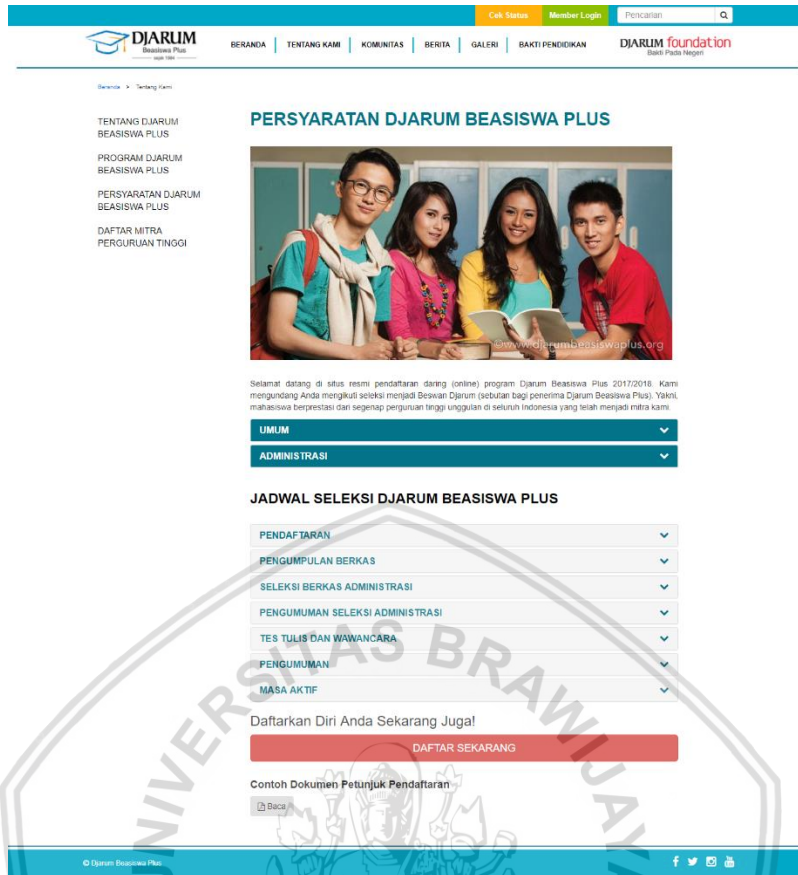 Cek Status Member Login Pencarian
DJARUM
Beasiswa Plus
sejak 1984
BERANDA TENTANG KAMI KOMUNITAS BERITA GALERI BAKTI PENDIDIKAN
DJARUM foundation
Bakti Pada Negeri
Beranda > Tentang Kami
TENTANG DJARUM
BEASISWA PLUS
PROGRAM DJARUM
BEASISWA PLUS
PERSYARATAN DJARUM
BEASISWA PLUS
DAFTAR MITRA
PERGURUAN TINGGI
PERSYARATAN DJARUM BEASISWA PLUS
©www.djarumbeasiswaplus.org
Selamat datang di situs resmi pendaftaran daring (online) program Djarum Beasiswa Plus 2017/2018. Kami
mengundang Anda mengikuti seleksi menjadi Beswan Djarum (sebutan bagi penerima Djarum Beasiswa Plus). Yakni,
mahasiswa berprestasi dari segenap perguruan tinggi unggulan di seluruh Indonesia yang telah menjadi mitra kami.
UMUM
ADMINISTRASI
JADWAL SELEKSI DJARUM BEASISWA PLUS
PENDAFTARAN
PENGUMPULAN BERKAS
SELEKSI BERKAS ADMINISTRASI
PENGUMUMAN SELEKSI ADMINISTRASI
TES TULIS DAN WAWANCARA
PENGUMUMAN
MASA AKTIF
Daftarkan Diri Anda Sekarang Juga!
DAFTAR SEKARANG
Contoh Dokumen Petunjuk Pendaftaran
Baca
© Djarum Beasiswa Plus
UNIVERSITAS BRAWIJAYA